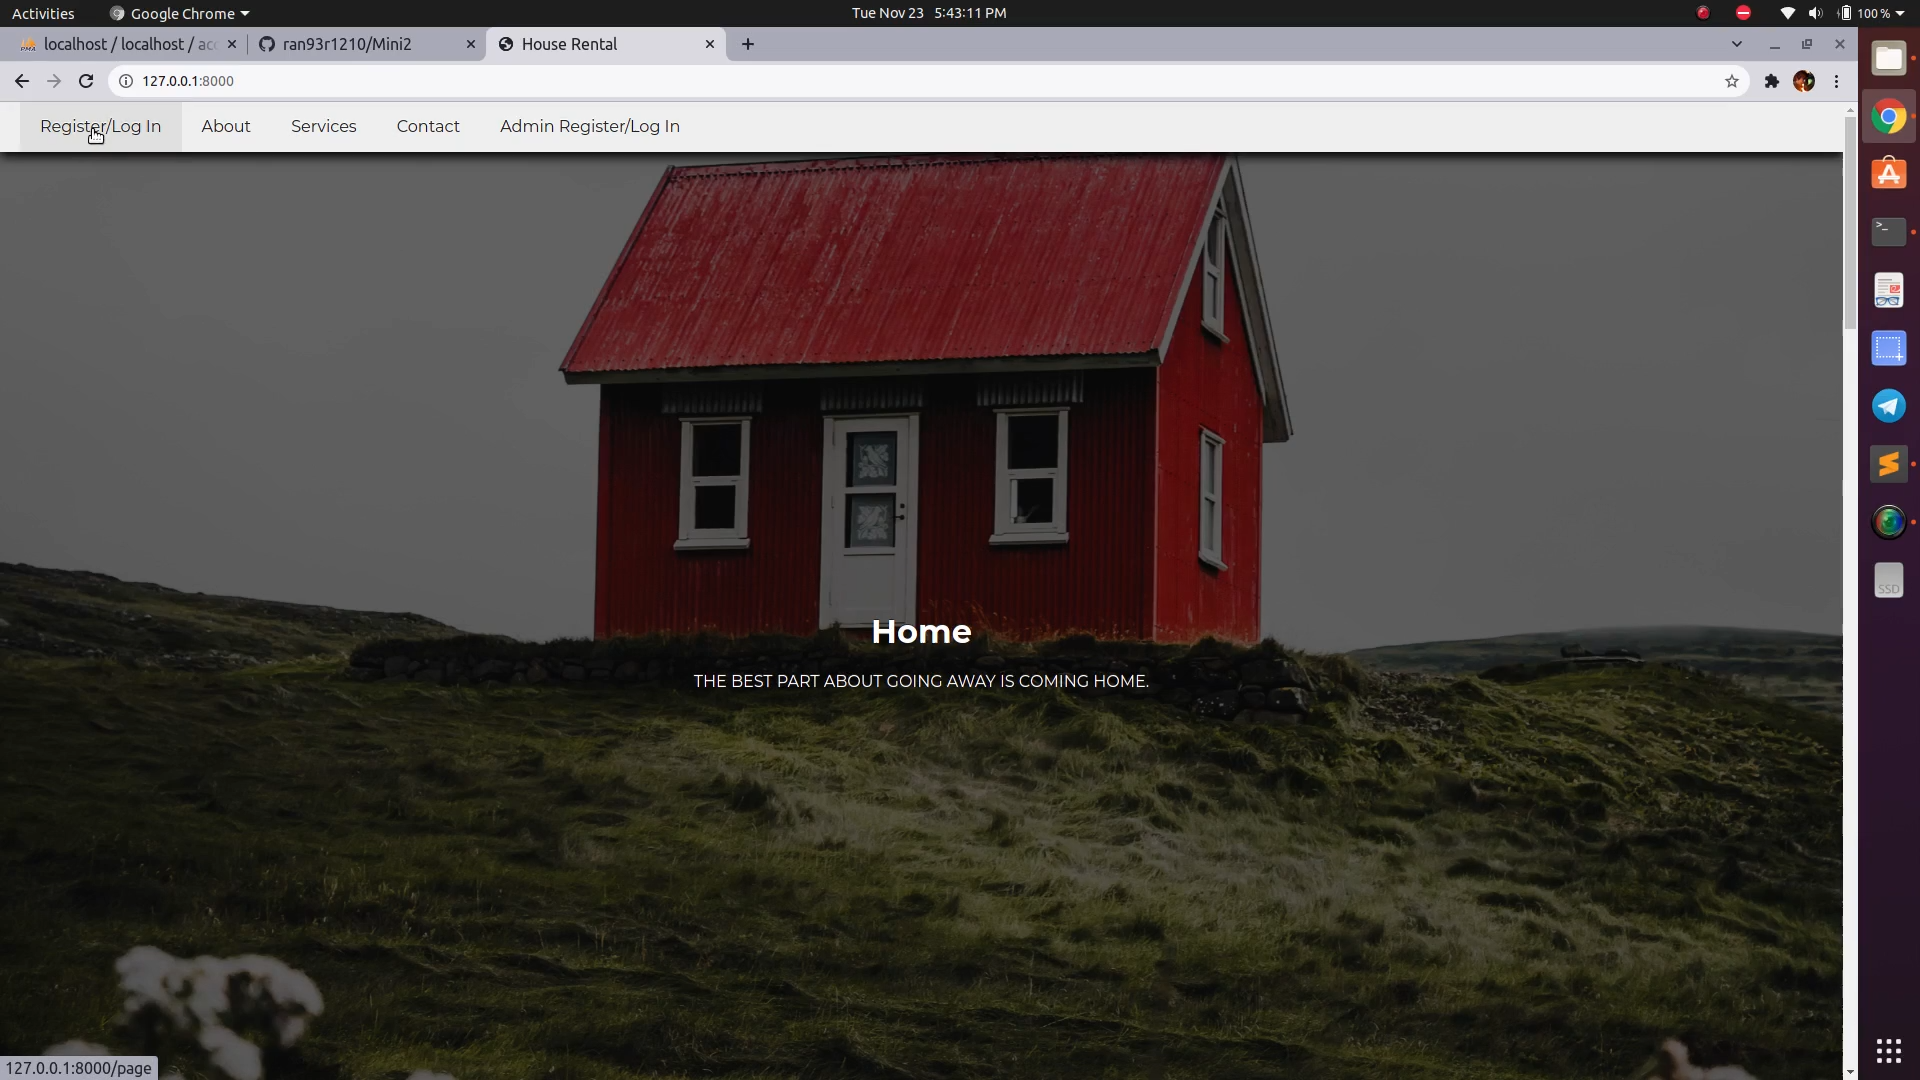 Activities Google Chrome Tue Nov 23 5:43:11 PM 100 %
localhost / localhost / acc ran93r1210/Mini2 House Rental
127.0.0.1:8000
Register/Log In About Services Contact Admin Register/Log In
Home
THE BEST PART ABOUT GOING AWAY IS COMING HOME.
SSD
127.0.0.1:8000/page